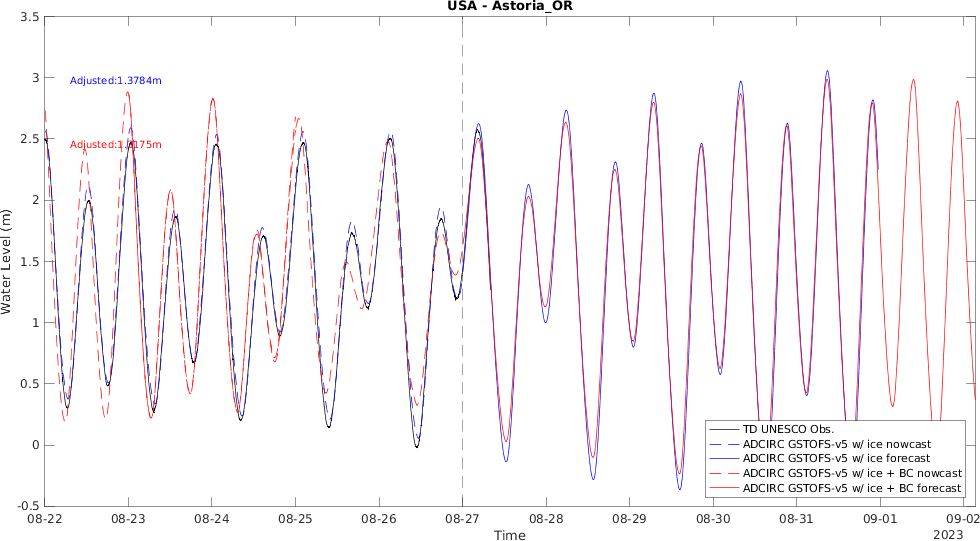 USA - Astoria_OR
3.5
3
2.5
2
1.5
1
0.5
0
-0.5
Water Level (m)
Adjusted:1.3784m
TD UNESCO Obs.
ADCIRC GSTOFS-v5 w/ ice nowcast
ADCIRC GSTOFS-v5 w/ ice forecast
ADCIRC GSTOFS-v5 w/ ice + BC nowcast
ADCIRC GSTOFS-v5 w/ ice + BC forecast
08-22 08-23 08-24 08-25 08-26 08-27 08-28 08-29 08-30 08-31 09-01 09-02
Time
2023